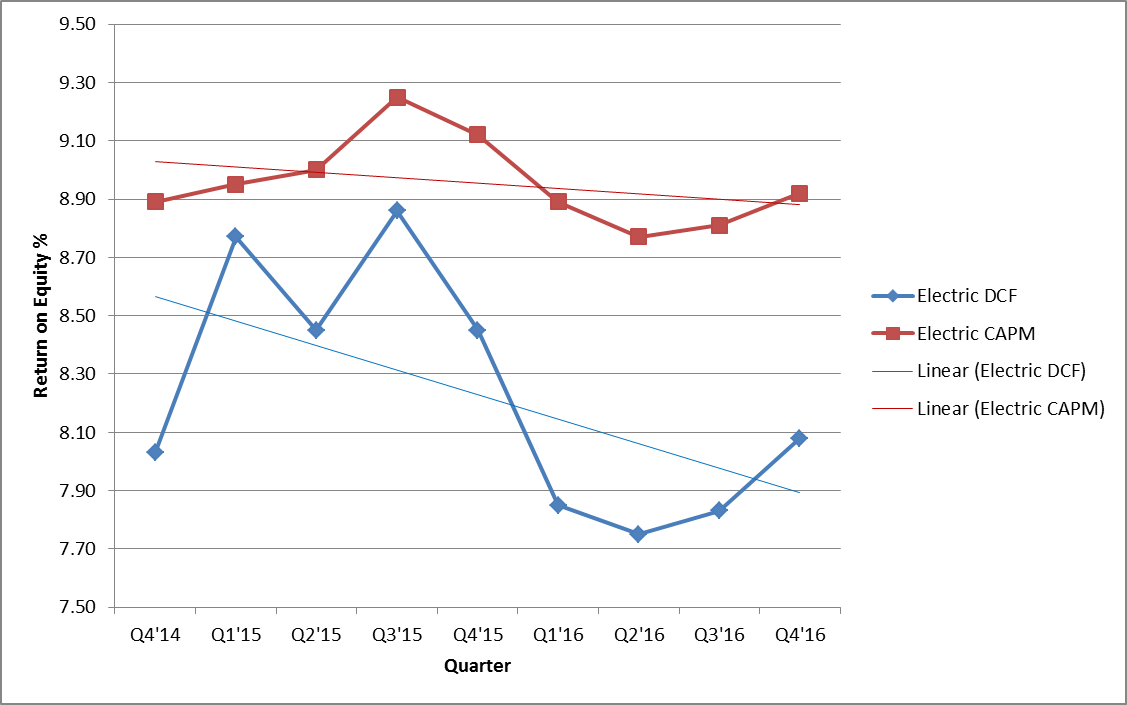 9.50
9.30
9.10
8.90
8.70
8.50
8.30
8.10
7.90
7.70
7.50
Return on Equity %
Q4'14 Q1'15 Q2'15 Q3'15 Q4'15 Q1'16 Q2'16 Q3'16 Q4'16
Quarter
Electric DCF
Electric CAPM
Linear (Electric DCF)
Linear (Electric CAPM)